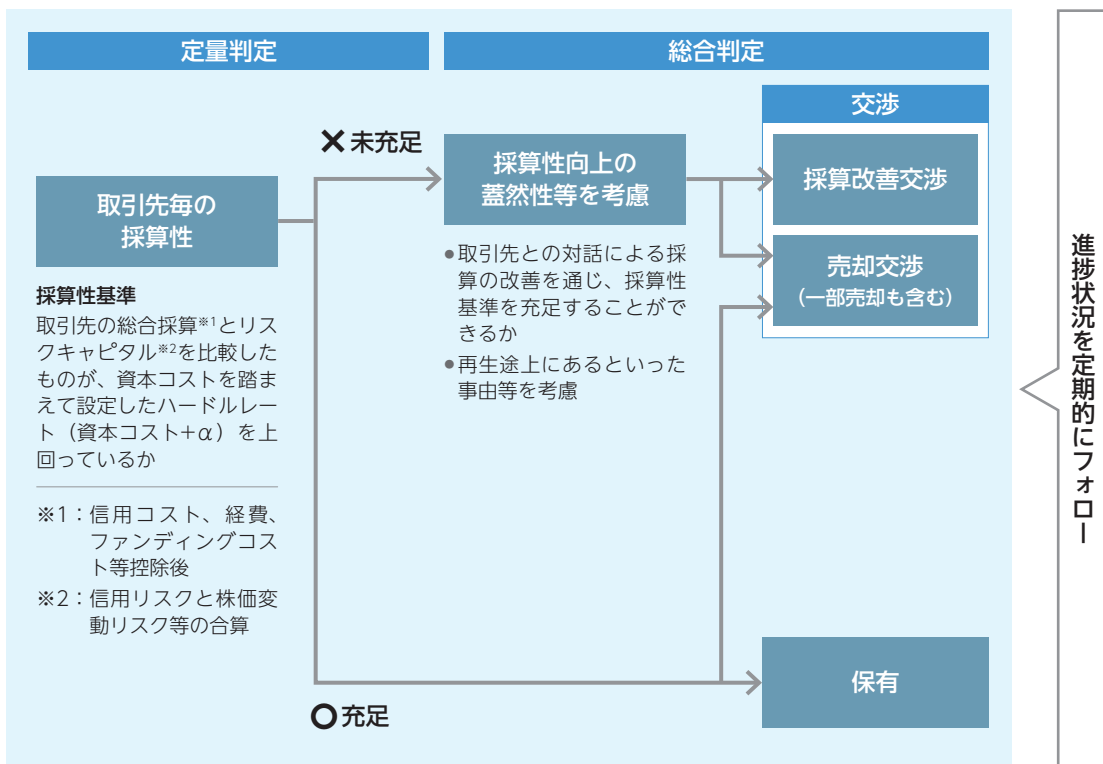 定量判定
総合判定
交渉
×未充足
取引先毎の
採算性
採算性向上の
蓋然性等を考慮
採算改善交渉
売却交渉
（一部売却も含む）
採算性基準
取引先の総合採算※1とリス
クキャピタル※2を比較した
ものが、資本コストを踏ま
えて設定したハードルレー
ト（資本コスト+α）を上
回っているか
※1：信用コスト、経費、
ファンディングコス
ト等控除後
※2：信用リスクと株価変
動リスク等の合算
●取引先との対話による採
算の改善を通じ、採算性
基準を充足することがで
きるか
●再生途上にあるといった
事由等を考慮
保有
○充足
進捗状況を定期的にフォロー